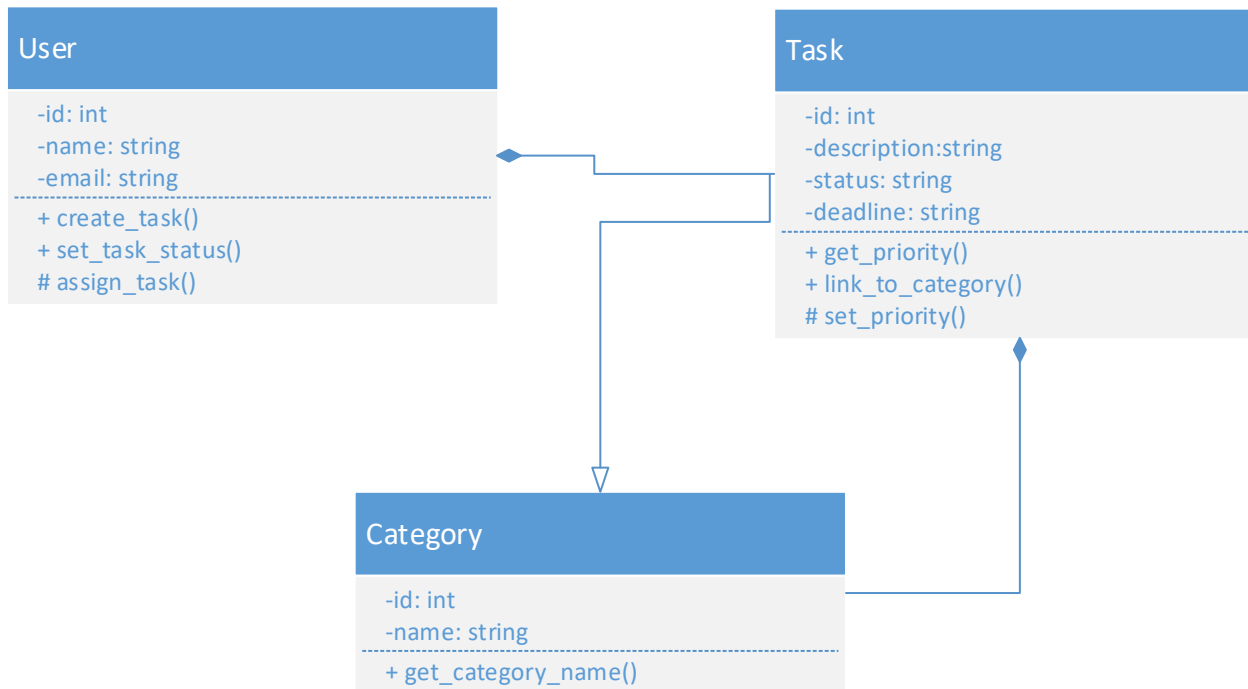 User
-id: int
-name: string
-email: string
+ create_task()
+ set_task_status()
# assign_task()
Task
-id: int
-description:string
-status: string
-deadline: string
+ get_priority()
+ link_to_category()
# set_priority()
Category
-id: int
-name: string
+ get_category_name()